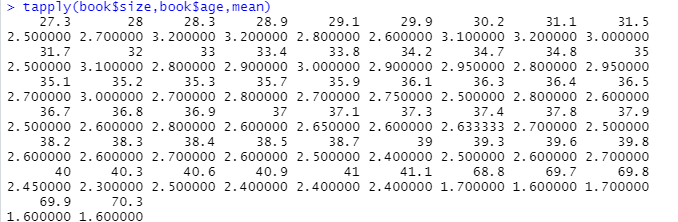 > tapply(book$size,book$age,mean)
27.3 28 28.3 28.9 29.1 29.9 30.2 31.1 31.5
2.500000 2.700000 3.200000 3.200000 2.800000 2.600000 3.100000 3.200000 3.000000
31.7 32 33 33.4 33.8 34.2 34.7 34.8 35
2.500000 3.100000 2.800000 2.900000 3.000000 2.900000 2.950000 2.800000 2.950000
35.1 35.2 35.3 35.7 35.9 36.1 36.3 36.4 36.5
2.700000 3.000000 2.700000 2.800000 2.700000 2.750000 2.500000 2.800000 2.600000
36.7 36.8 36.9 37 37.1 37.3 37.4 37.8 37.9
2.500000 2.600000 2.800000 2.600000 2.650000 2.600000 2.633333 2.700000 2.500000
38.2 38.3 38.4 38.5 38.7 39 39.3 39.6 39.8
2.600000 2.600000 2.700000 2.600000 2.500000 2.400000 2.500000 2.600000 2.700000
40 40.3 40.6 40.9 41 41.1 68.8 69.7 69.8
2.450000 2.300000 2.500000 2.400000 2.400000 2.400000 1.700000 1.600000 1.700000
69.9 70.3
1.600000 1.600000